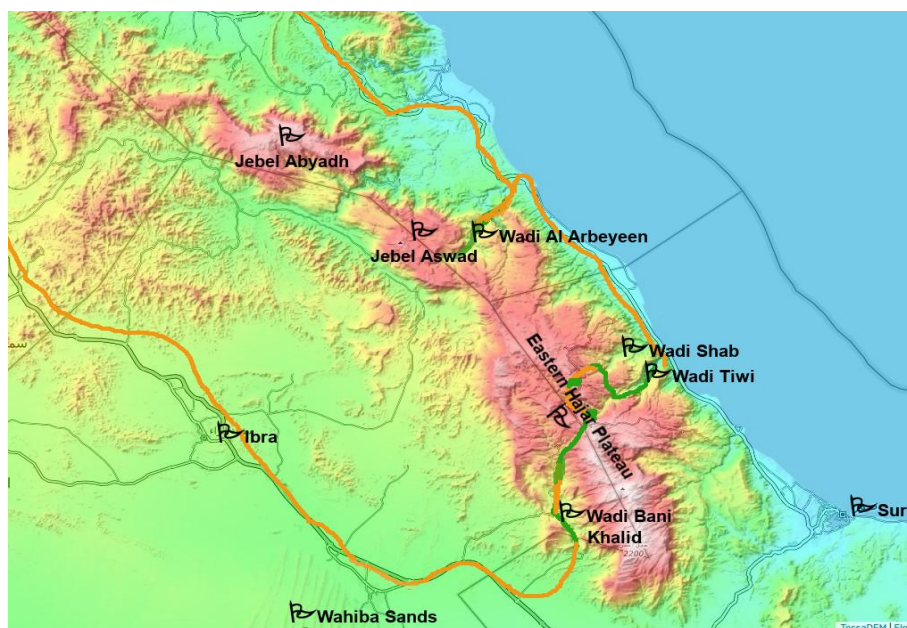 Jebel Abyadh
Wadi Al Arbeyeen
Jebel Aswad
Wadi Shab
Wadi Tiwi
Eastern Hajar Plateau
Ibra
Sur
Wadi Bani
Khalid
2200
Wahiba Sands